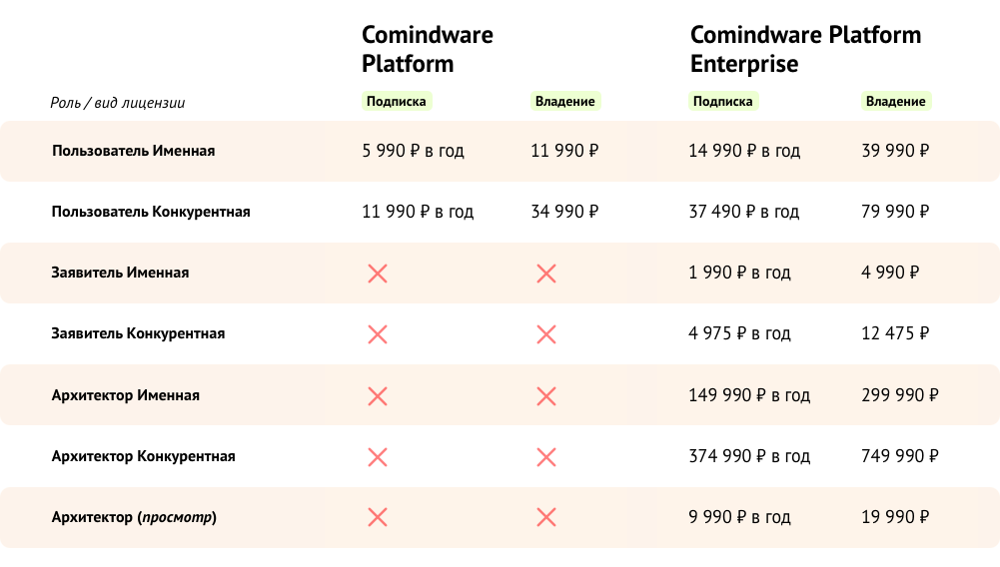 Comindware Platform
Comindware Platform Enterprise
Роль / вид лицензии Подписка Владение Подписка Владение
Пользователь Именная 5 990 ₽ в год 11 990 ₽ 14 990 ₽ в год 39 990 ₽
Пользователь Конкурентная 11 990 ₽ в год 34 990 ₽ 37 490 ₽ в год 79 990 ₽
Заявитель Именная 1 990 ₽ в год 4 990 ₽
Заявитель Конкурентная 4 975 ₽ в год 12 475 ₽
Архитектор Именная 149 990 ₽ в год 299 990 ₽
Архитектор Конкурентная 374 990 ₽ в год 749 990 ₽
Архитектор (просмотр) 9 990 ₽ в год 19 990 ₽